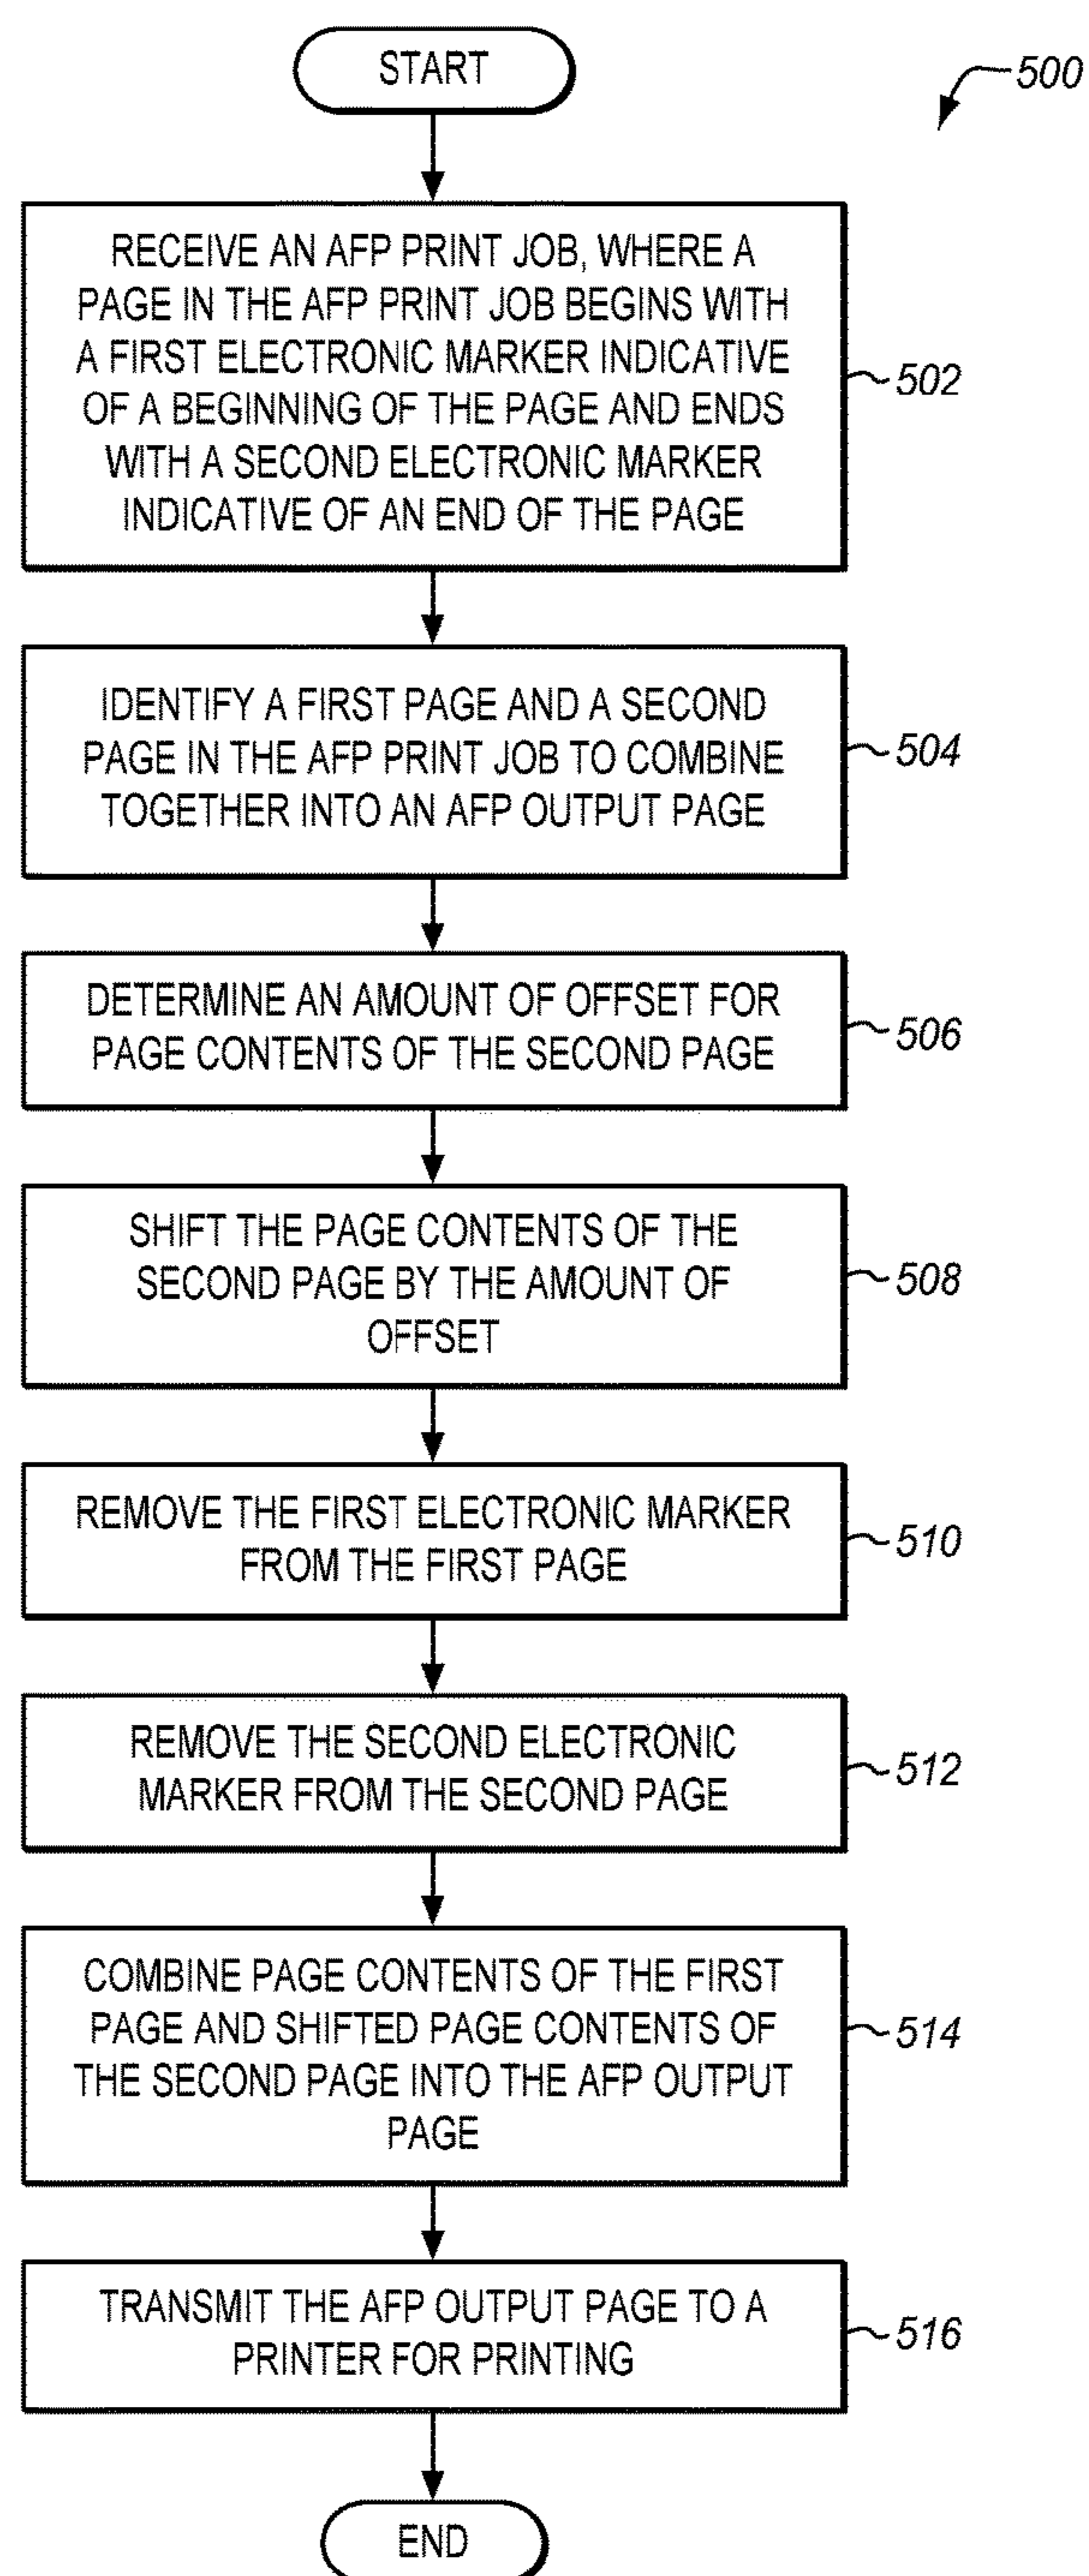 START
500
RECEIVE AN AFP PRINT JOB, WHERE A
PAGE IN THE AFP PRINT JOB BEGINS WITH
A FIRST ELECTRONIC MARKER INDICATIVE
OF A BEGINNING OF THE PAGE AND ENDS
WITH A SECOND ELECTRONIC MARKER
INDICATIVE OF AN END OF THE PAGE
502
IDENTIFY A FIRST PAGE AND A SECOND
PAGE IN THE AFP PRINT JOB TO COMBINE
TOGETHER INTO AN AFP OUTPUT PAGE
504
DETERMINE AN AMOUNT OF OFFSET FOR
PAGE CONTENTS OF THE SECOND PAGE
506
SHIFT THE PAGE CONTENTS OF THE
SECOND PAGE BY THE AMOUNT OF
OFFSET
508
REMOVE THE FIRST ELECTRONIC MARKER
FROM THE FIRST PAGE
510
REMOVE THE SECOND ELECTRONIC
MARKER FROM THE SECOND PAGE
512
COMBINE PAGE CONTENTS OF THE FIRST
PAGE AND SHIFTED PAGE CONTENTS OF
THE SECOND PAGE INTO THE AFP OUTPUT
PAGE
514
TRANSMIT THE AFP OUTPUT PAGE TO A
PRINTER FOR PRINTING
516
END